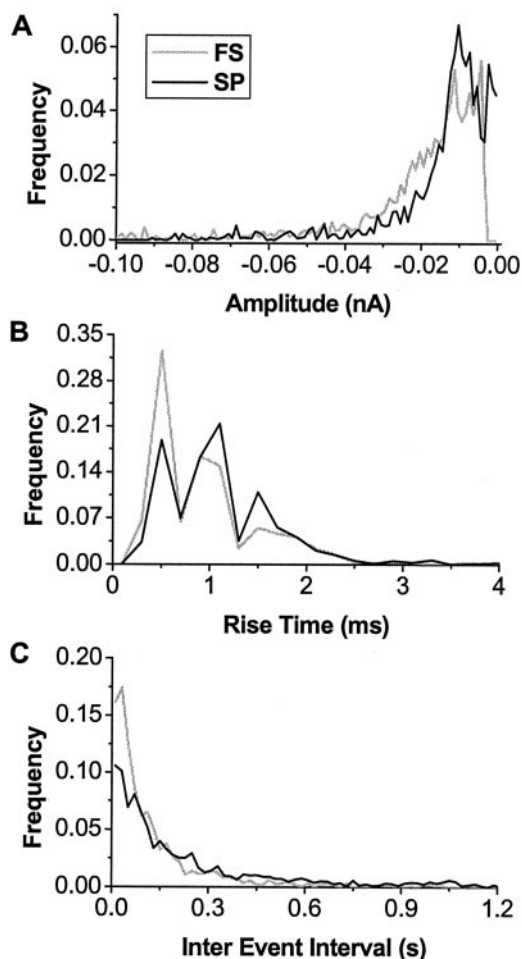 A
FS
SP
0.06
0.04
0.02
0.00
Frequency
-0.10 -0.08 -0.06 -0.04 -0.02 0.00
Amplitude (nA)
B
0.35
0.28
0.21
0.14
0.07
0.00
Frequency
0 1 2 3 4
Rise Time (ms)
C
0.20
0.15
0.10
0.05
0.00
Frequency
0.0 0.3 0.6 0.9 1.2
Inter Event Interval (s)